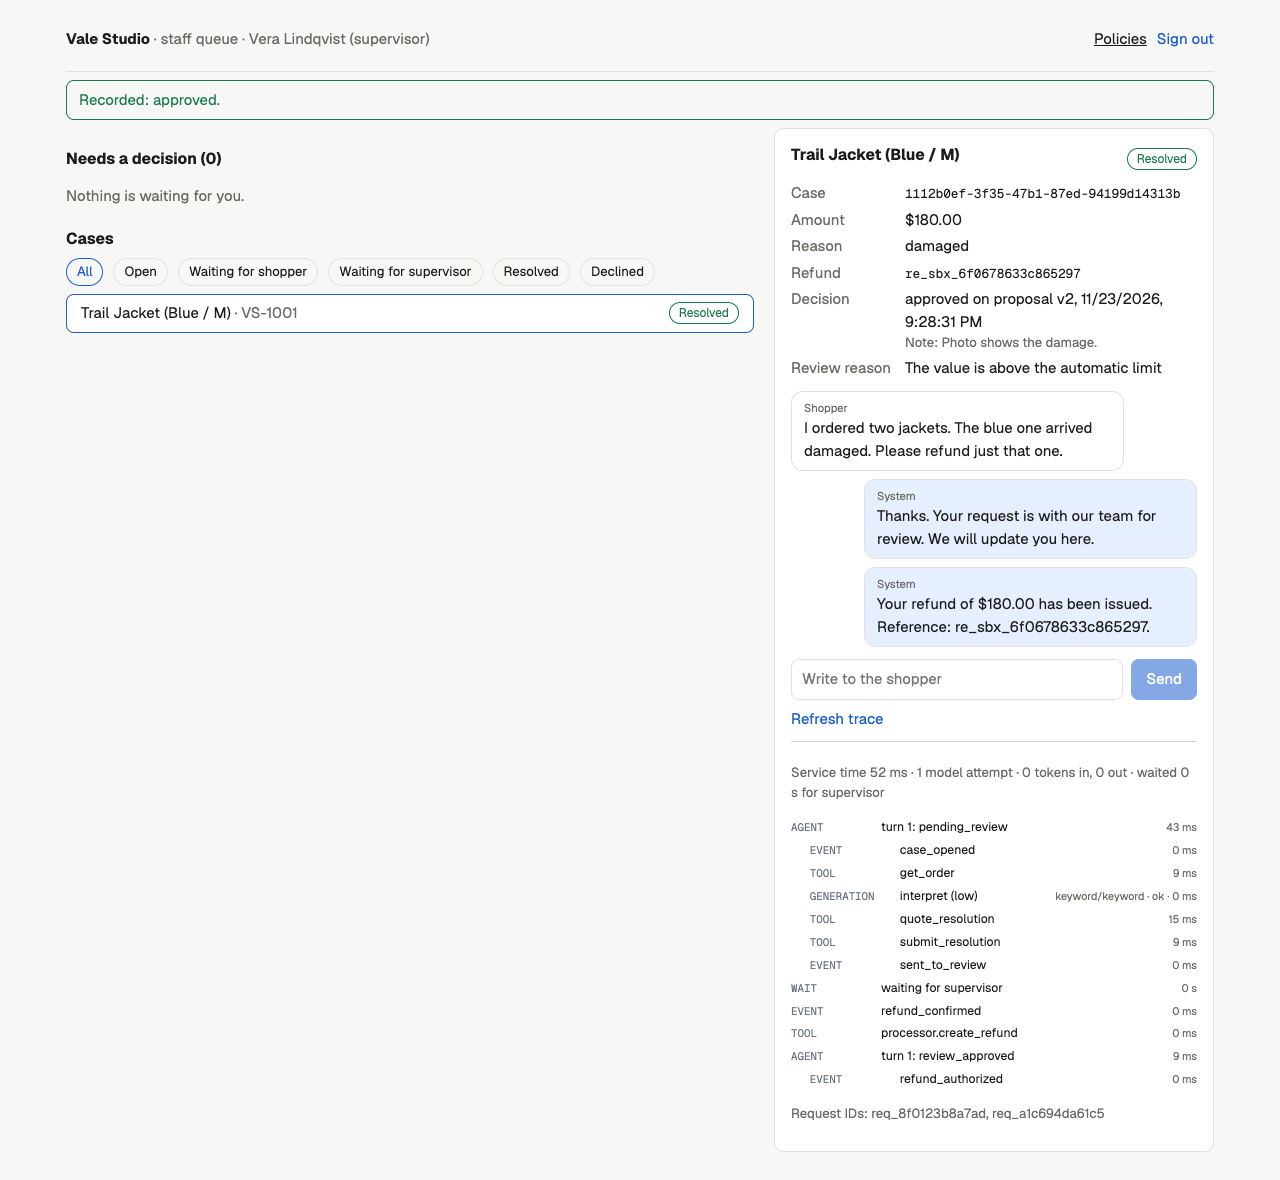 Vale Studio · staff queue · Vera Lindqvist (supervisor)
Policies Sign out
Recorded: approved.
Needs a decision (0)
Nothing is waiting for you.
Cases
All Open Waiting for shopper Waiting for supervisor Resolved Declined
Trail Jacket (Blue / M) · VS-1001 Resolved
Trail Jacket (Blue / M) Resolved
Case 1112b0ef-3f35-47b1-87ed-94199d14313b
Amount $180.00
Reason damaged
Refund re_sbx_6f0678633c865297
Decision approved on proposal v2, 11/23/2026,
9:28:31 PM
Note: Photo shows the damage.
Review reason The value is above the automatic limit
Shopper
I ordered two jackets. The blue one arrived
damaged. Please refund just that one.
System
Thanks. Your request is with our team for
review. We will update you here.
System
Your refund of $180.00 has been issued.
Reference: re_sbx_6f0678633c865297.
Write to the shopper Send
Refresh trace
Service time 52 ms · 1 model attempt · 0 tokens in, 0 out · waited 0
s for supervisor
AGENT turn 1: pending_review 43 ms
EVENT case_opened 0 ms
TOOL get_order 9 ms
GENERATION interpret (low) keyword/keyword · ok · 0 ms
TOOL quote_resolution 15 ms
TOOL submit_resolution 9 ms
EVENT sent_to_review 0 ms
WAIT waiting for supervisor 0 s
EVENT refund_confirmed 0 ms
TOOL processor.create_refund 0 ms
AGENT turn 1: review_approved 9 ms
EVENT refund_authorized 0 ms
Request IDs: req_8f0123b8a7ad, req_a1c694da61c5